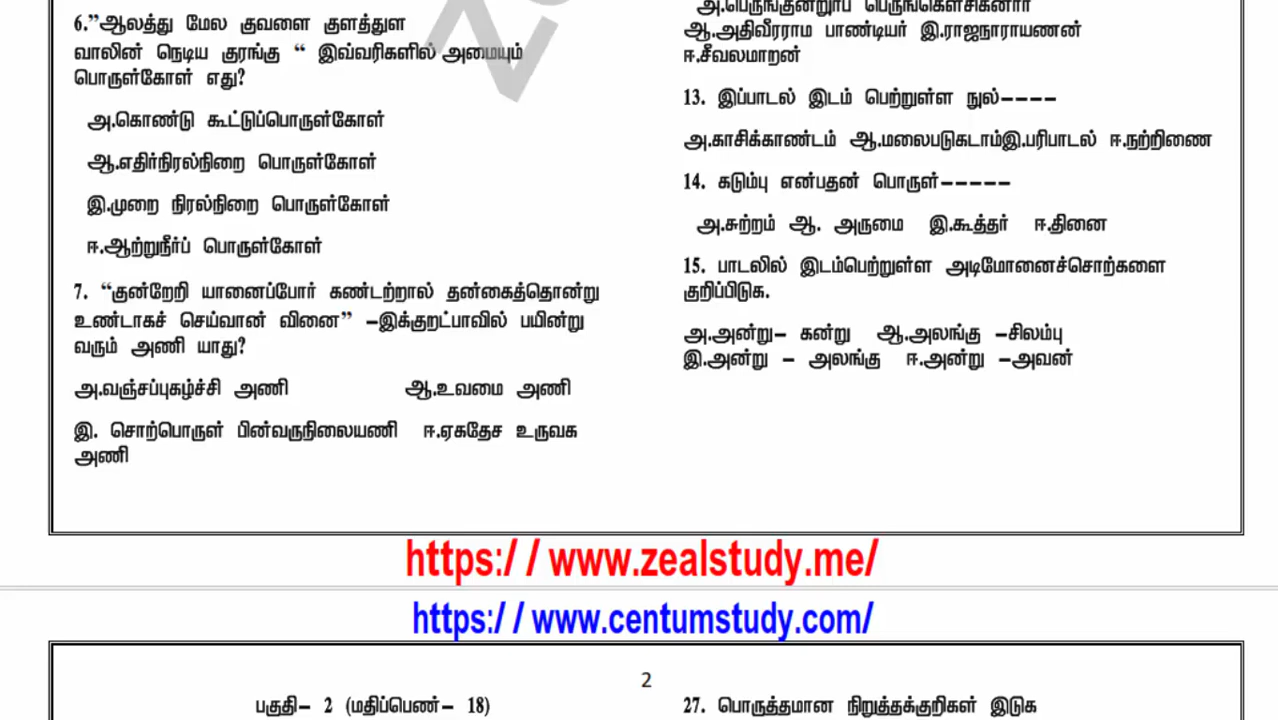 6.”ஆலத்து மேல குவளை குளத்துள
வாலின் நெடிய குரங்கு “ இவ்வரிகளில் அமையும்
பொருள்கோள் எது?
அ.கொண்டு கூட்டுப்பொருள்கோள்
ஆ.எதிர்நிரல்நிறை பொருள்கோள்
இ.முறை நிரல்நிறை பொருள்கோள்
ஈ.ஆற்றுநீர்ப் பொருள்கோள்
7. “குன்றேறி யானைப்போர் கண்டற்றால் தன்கைத்தொன்று
உண்டாகச் செய்வான் வினை” –இக்குறட்பாவில் பயின்று
வரும் அணி யாது?
அ.வஞ்சப்புகழ்ச்சி அணி ஆ.உவமை அணி
இ. சொற்பொருள் பின்வருநிலையணி ஈ.ஏகதேச உருவக
அணி
அ.பெருங்குன்றூர்ப் பெருங்கௌசிகனார்
ஆ.அதிவீரராம பாண்டியர் இ.ராஜநாராயணன்
ஈ.சீவலமாறன்
13. இப்பாடல் இடம் பெற்றுள்ள நுல்----
அ.காசிக்காண்டம் ஆ.மலைபடுகடாம்இ.பரிபாடல் ஈ.நற்றிணை
14. கடும்பு என்பதன் பொருள்-----
அ.சுற்றம் ஆ. அருமை இ.கூத்தர் ஈ.தினை
15. பாடலில் இடம்பெற்றுள்ள அடிமோனைச்சொற்களை
குறிப்பிடுக.
அ.அன்று– கன்று ஆ.அலங்கு –சிலம்பு
இ.அன்று – அலங்கு ஈ.அன்று –அவன்
https://www.zealstudy.me/
https://www.centumstudy.com/
2
பகுதி– 2 (மதிப்பெண்– 18)
27. பொருத்தமான நிறுத்தக்குறிகள் இடுக